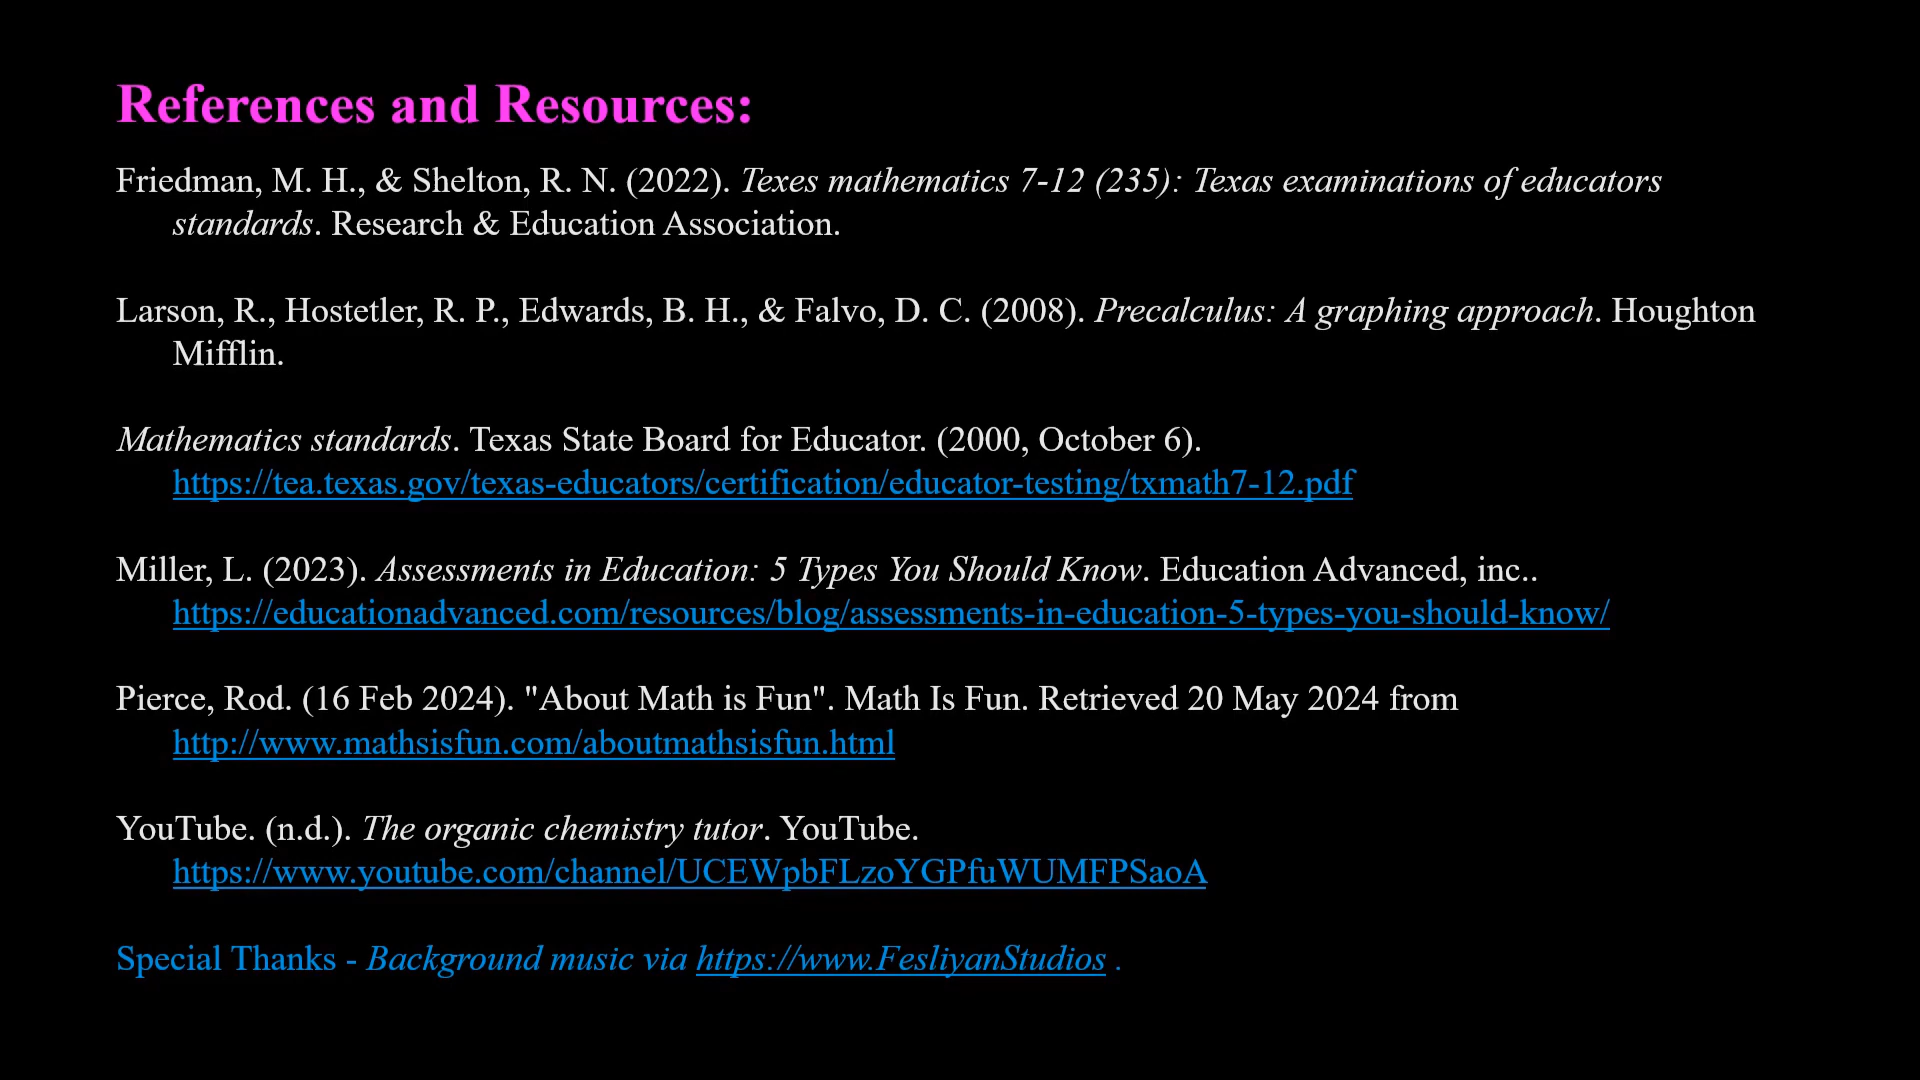 References and Resources:
Friedman, M. H., & Shelton, R. N. (2022). Texes mathematics 7-12 (235): Texas examinations of educators
standards. Research & Education Association.
Larson, R., Hostetler, R. P., Edwards, B. H., & Falvo, D. C. (2008). Precalculus: A graphing approach. Houghton
Mifflin.
Mathematics standards. Texas State Board for Educator. (2000, October 6).
https://tea.texas.gov/texas-educators/certification/educator-testing/txmath7-12.pdf
Miller, L. (2023). Assessments in Education: 5 Types You Should Know. Education Advanced, inc..
https://educationadvanced.com/resources/blog/assessments-in-education-5-types-you-should-know/
Pierce, Rod. (16 Feb 2024). "About Math is Fun". Math Is Fun. Retrieved 20 May 2024 from
http://www.mathsisfun.com/aboutmathsisfun.html
YouTube. (n.d.). The organic chemistry tutor. YouTube.
https://www.youtube.com/channel/UCEWpbFLzoYGPfuWUMFPSaoA
Special Thanks - Background music via https://www.FesliyanStudios .